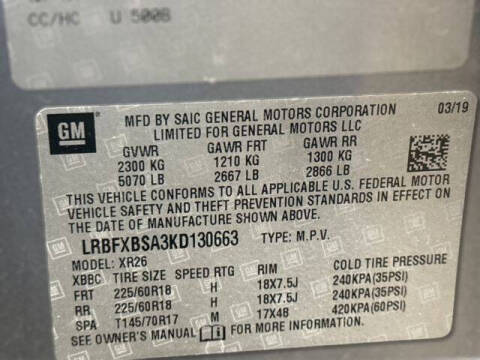 CC/HC U 5008
GM
MFD BY SAIC GENERAL MOTORS CORPORATION
LIMITED FOR GENERAL MOTORS LLC
03/19
GVWR GAWR FRT GAWR RR
2300 KG 1210 KG 1300 KG
5070 LB 2667 LB 2866 LB
THIS VEHICLE CONFORMS TO ALL APPLICABLE U.S. FEDERAL MOTOR
VEHICLE SAFETY AND THEFT PREVENTION STANDARDS IN EFFECT ON
THE DATE OF MANUFACTURE SHOWN ABOVE.
LRBFXBSA3KD130663 TYPE: M.P.V.
MODEL: XR26
XBBC TIRE SIZE SPEED RTG RIM COLD TIRE PRESSURE
FRT 225/60R18 H 18X7.5J 240KPA(35PSI)
RR 225/60R18 H 18X7.5J 240KPA(35PSI)
SPA T145/70R17 M 17X4B 420KPA(60PSI)
SEE OWNER'S MANUAL FOR MORE INFORMATION